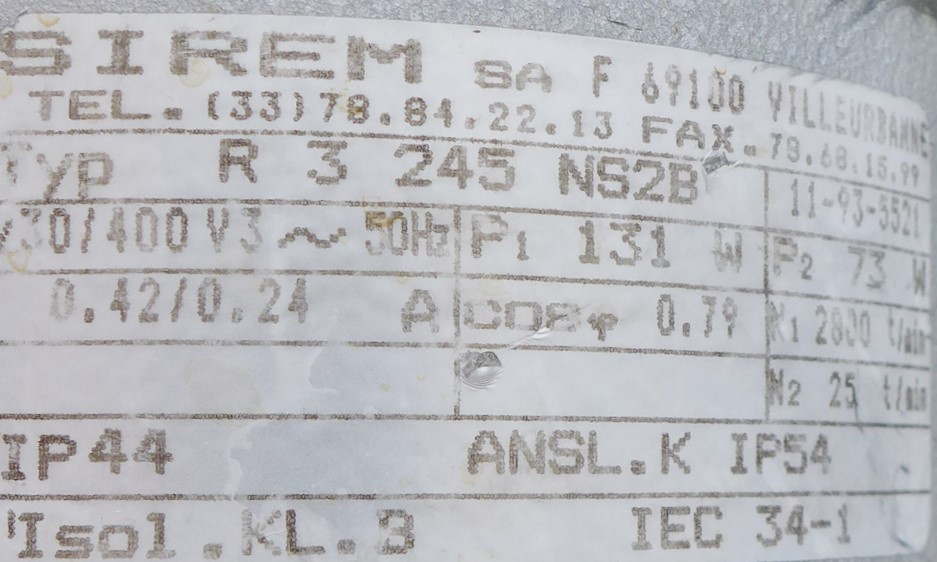 SIREM SA F 69100 VILLEURBANNE
TEL.(33)78.84.22.13 FAX.78.68.15.99
Typ R 3 245 NS2B 11-93-5521
230/400 V 3 ~ 50Hz P1 131 W P2 73 W
0.42/0.24 A COSφ 0.79 N1 2800 t/min
N2 25 t/min
IP44 ANSL.K IP54
Isol.KL.B IEC 34-1